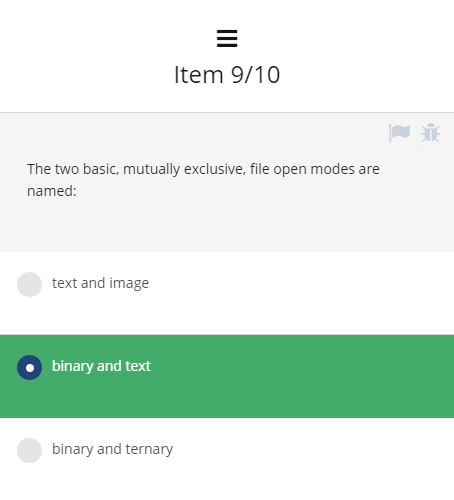 Item 9/10
The two basic, mutually exclusive, file open modes are
named:
text and image
binary and text
binary and ternary